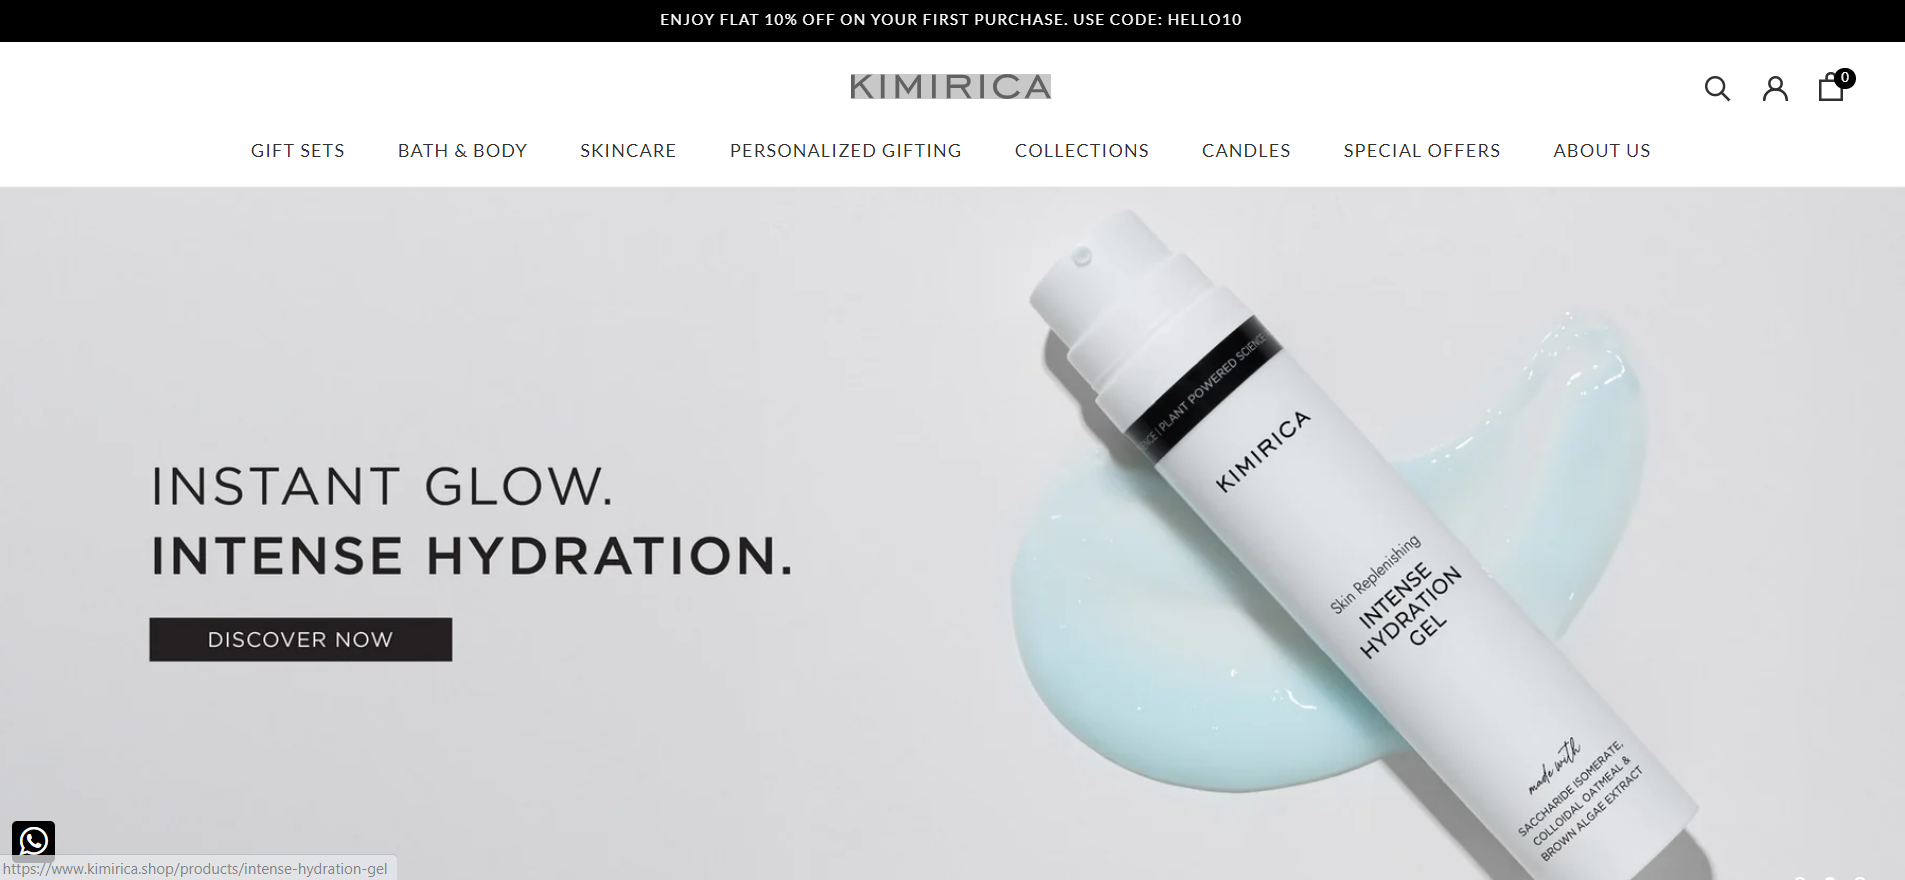 ENJOY FLAT 10% OFF ON YOUR FIRST PURCHASE. USE CODE: HELLO10
KIMIRICA
0
GIFT SETS BATH & BODY SKINCARE PERSONALIZED GIFTING COLLECTIONS CANDLES SPECIAL OFFERS ABOUT US
INSTANT GLOW.
INTENSE HYDRATION.
DISCOVER NOW
| PLANT POWERED SCIENCE
KIMIRICA
Skin Replenishing
INTENSE
HYDRATION
GEL
made with
SACCHARIDE ISOMERATE,
COLLOIDAL OATMEAL &
BROWN ALGAE EXTRACT
https://www.kimirica.shop/products/intense-hydration-gel